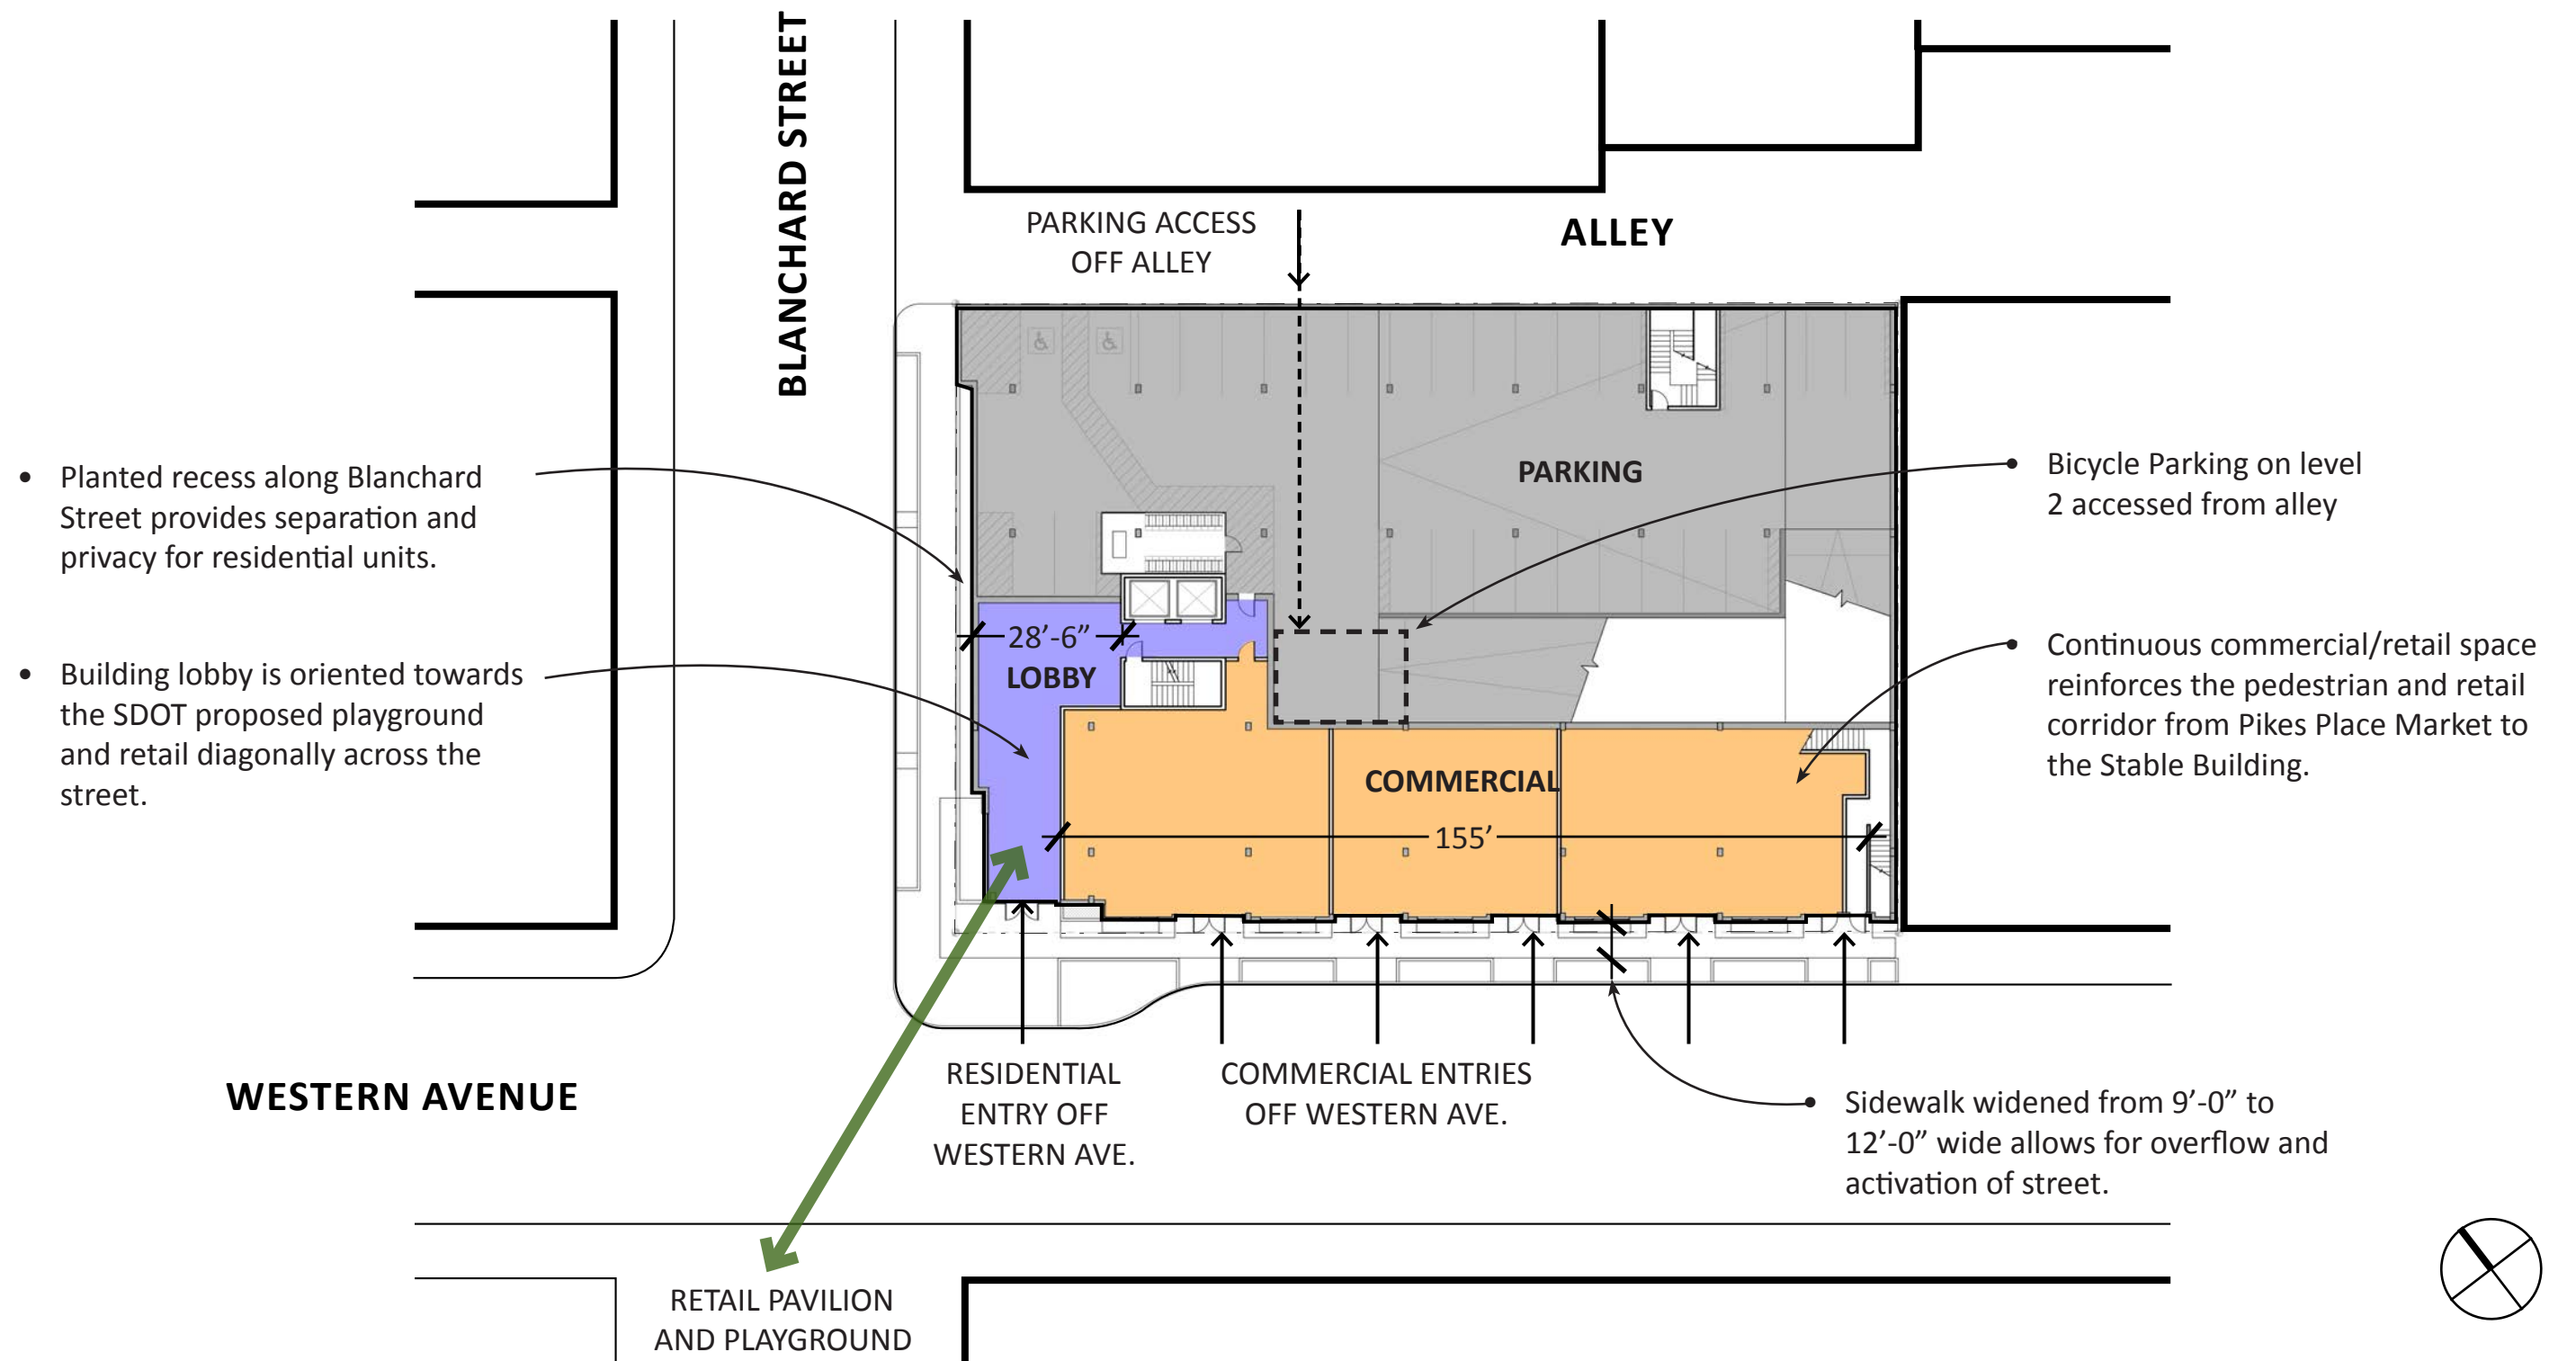 BLANCHARD STREET
PARKING ACCESS
OFF ALLEY
ALLEY
• Planted recess along Blanchard
Street provides separation and
privacy for residential units.
• Building lobby is oriented towards
the SDOT proposed playground
and retail diagonally across the
street.
PARKING
28’-6”
LOBBY
COMMERCIAL
155’
• Bicycle Parking on level
2 accessed from alley
• Continuous commercial/retail space
reinforces the pedestrian and retail
corridor from Pikes Place Market to
the Stable Building.
WESTERN AVENUE
RESIDENTIAL
ENTRY OFF
WESTERN AVE.
COMMERCIAL ENTRIES
OFF WESTERN AVE.
• Sidewalk widened from 9’-0” to
12’-0” wide allows for overflow and
activation of street.
RETAIL PAVILION
AND PLAYGROUND